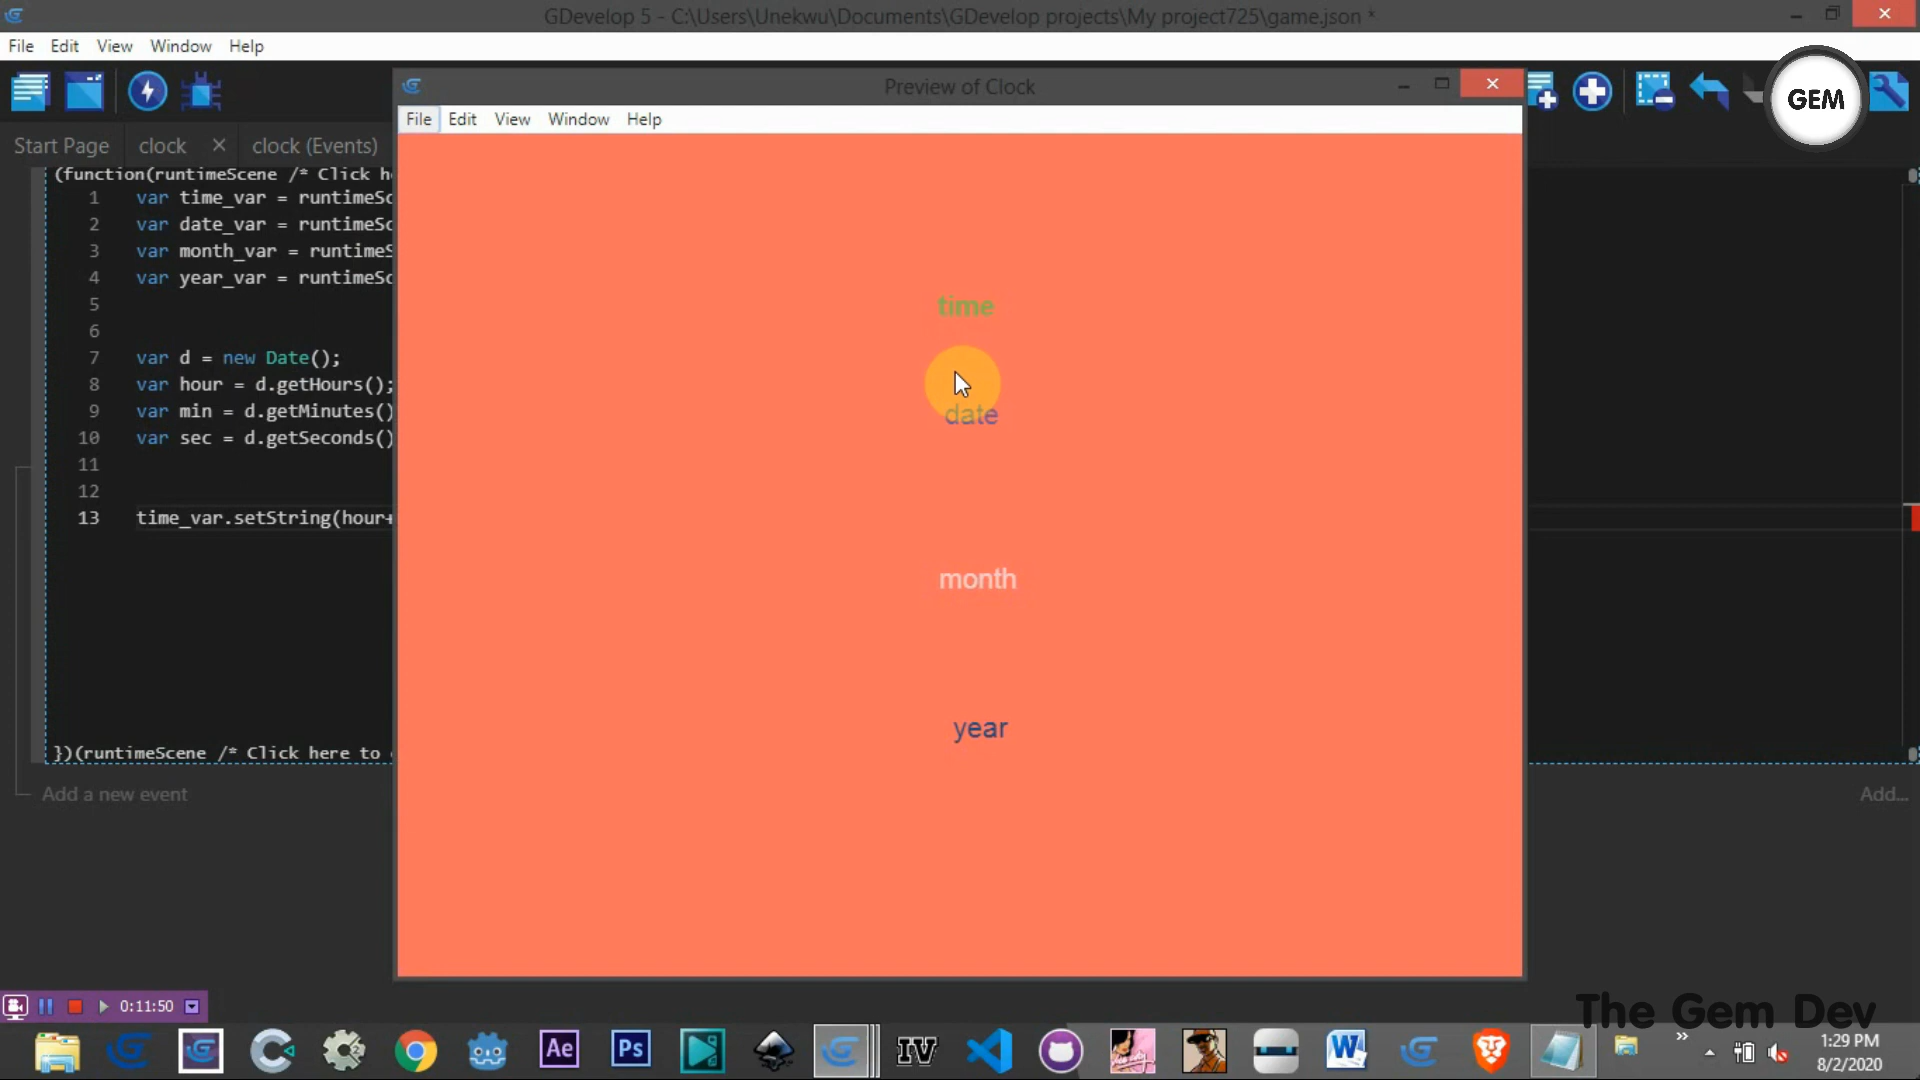 GDevelop 5 - C:\Users\Unekwu\Documents\GDevelop projects\My project725\game.json *
File Edit View Window Help
GEM
Preview of Clock
File Edit View Window Help
Start Page clock × clock (Events)
(function(runtimeScene /* Click he
1 var time_var = runtimeSc
2 var date_var = runtimeSc
3 var month_var = runtimeS
4 var year_var = runtimeSc
5
6
7 var d = new Date();
8 var hour = d.getHours();
9 var min = d.getMinutes()
10 var sec = d.getSeconds()
11
12
13 time_var.setString(hour+
})(runtimeScene /* Click here to
Add a new event
Add...
time
date
month
year
0:11:50
The Gem Dev
Ae
Ps
IV
W
1:29 PM
8/2/2020